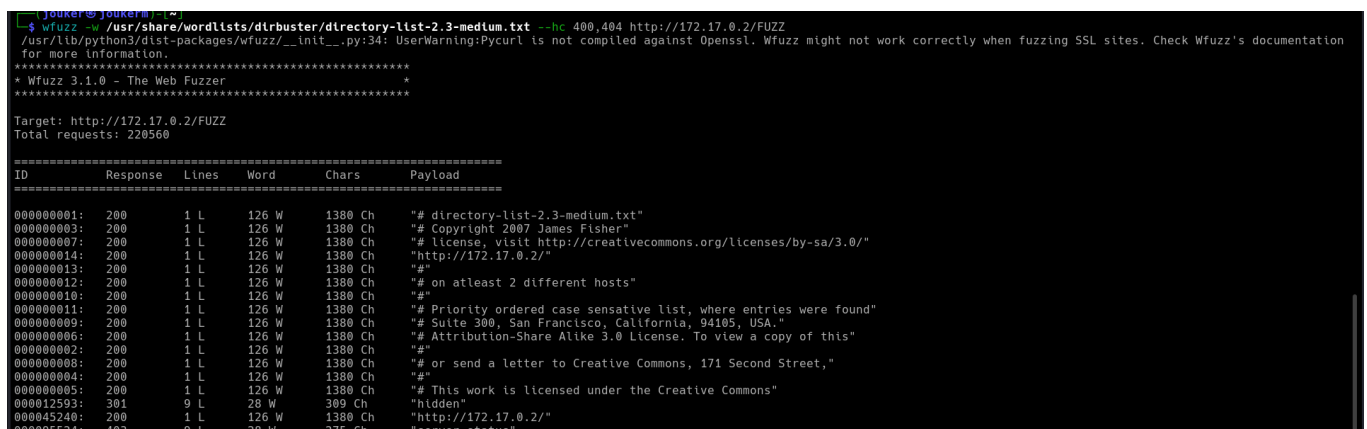 (jouker㉿joukerm)-[~]
$ wfuzz -w /usr/share/wordlists/dirbuster/directory-list-2.3-medium.txt --hc 400,404 http://172.17.0.2/FUZZ
/usr/lib/python3/dist-packages/wfuzz/__init__.py:34: UserWarning:Pycurl is not compiled against Openssl. Wfuzz might not work correctly when fuzzing SSL sites. Check Wfuzz's documentation
for more information.
********************************************************
* Wfuzz 3.1.0 - The Web Fuzzer                         *
********************************************************
Target: http://172.17.0.2/FUZZ
Total requests: 220560
=====================================================================
ID           Response   Lines    Word       Chars       Payload
=====================================================================
000000001:   200        1 L      126 W      1380 Ch     "# directory-list-2.3-medium.txt"
000000003:   200        1 L      126 W      1380 Ch     "# Copyright 2007 James Fisher"
000000007:   200        1 L      126 W      1380 Ch     "# license, visit http://creativecommons.org/licenses/by-sa/3.0/"
000000014:   200        1 L      126 W      1380 Ch     "http://172.17.0.2/"
000000013:   200        1 L      126 W      1380 Ch     "#"
000000012:   200        1 L      126 W      1380 Ch     "# on atleast 2 different hosts"
000000010:   200        1 L      126 W      1380 Ch     "#"
000000011:   200        1 L      126 W      1380 Ch     "# Priority ordered case sensative list, where entries were found"
000000009:   200        1 L      126 W      1380 Ch     "# Suite 300, San Francisco, California, 94105, USA."
000000006:   200        1 L      126 W      1380 Ch     "# Attribution-Share Alike 3.0 License. To view a copy of this"
000000002:   200        1 L      126 W      1380 Ch     "#"
000000008:   200        1 L      126 W      1380 Ch     "# or send a letter to Creative Commons, 171 Second Street,"
000000004:   200        1 L      126 W      1380 Ch     "#"
000000005:   200        1 L      126 W      1380 Ch     "# This work is licensed under the Creative Commons"
000012593:   301        9 L      28 W       309 Ch      "hidden"
000045240:   200        1 L      126 W      1380 Ch     "http://172.17.0.2/"